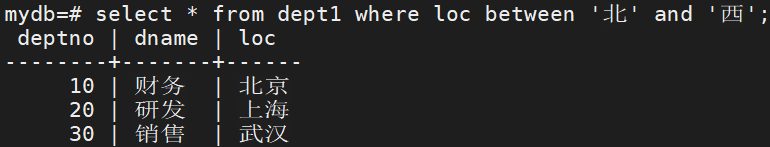 mydb=# select * from dept1 where loc between '北' and '西';
 deptno | dname | loc
--------+-------+------
     10 | 财务  | 北京
     20 | 研发  | 上海
     30 | 销售  | 武汉